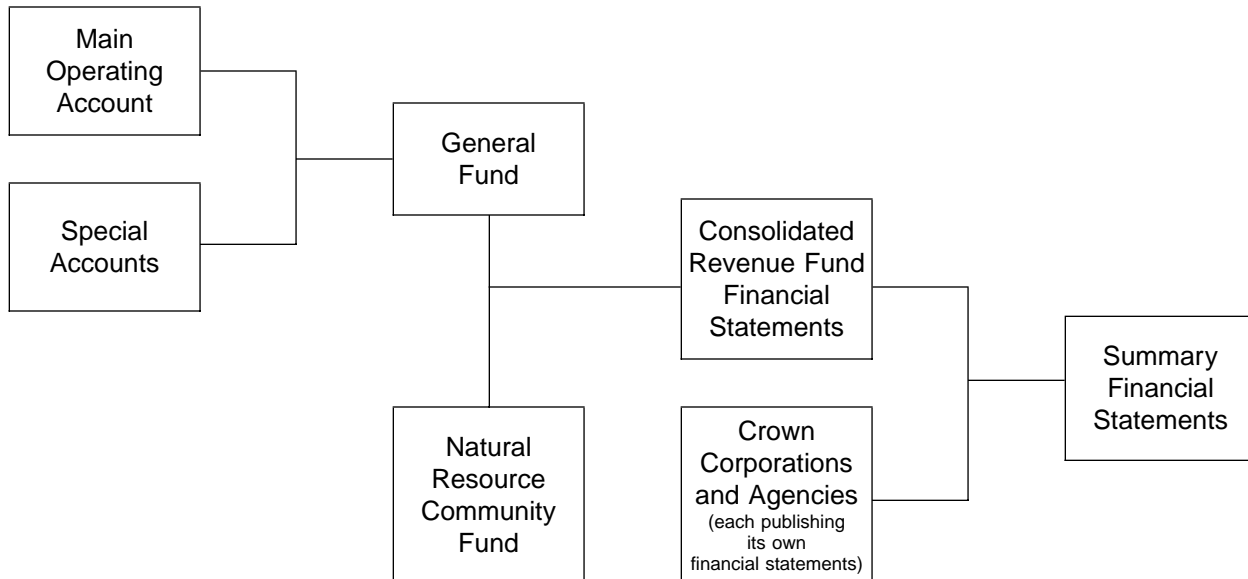 Main
Operating
Account
Special
Accounts
General
Fund
Natural
Resource
Community
Fund
Consolidated
Revenue Fund
Financial
Statements
Crown
Corporations
and Agencies
(each publishing
its own
financial statements)
Summary
Financial
Statements